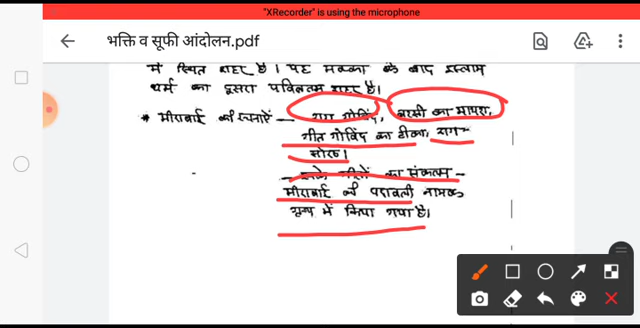 "XRecorder" is using the microphone
भक्ति व सूफी आंदोलन.pdf
में स्थित शहर है। यह मक्का के बाद इस्लाम
धर्म का दूसरा पवित्रतम शहर है।
* मीराबाई की रचनाऐं — राग गोविंद, नरसी का मायरा,
गीत गोविंद का टीका, राग
सोरठ।
इनके गीतों का संकलन
मीराबाई की पदावली नामक
ग्रन्थ में किया गया है।